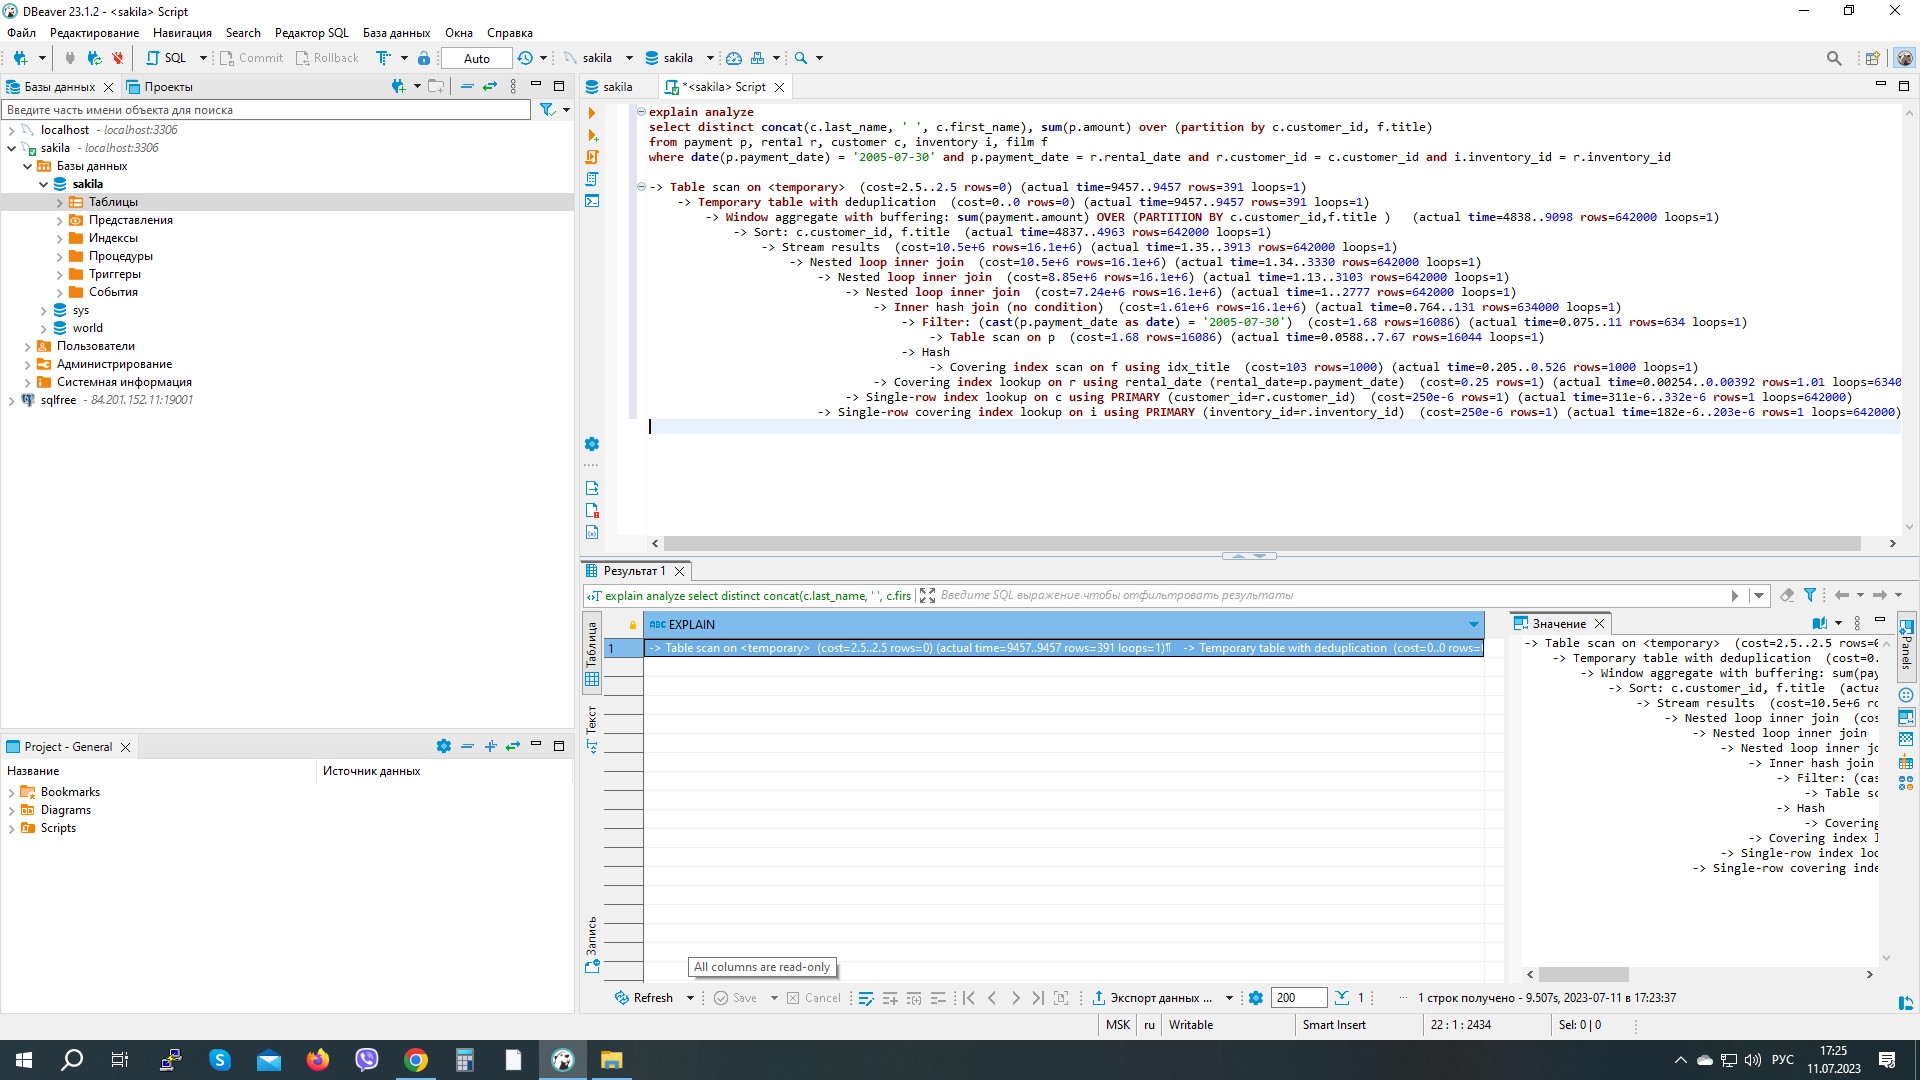 DBeaver 23.1.2 - <sakila> Script
Файл Редактирование Навигация Search Редактор SQL База данных Окна Справка
SQL Commit Rollback Auto sakila sakila
Базы данных Проекты
Введите часть имени объекта для поиска
localhost - localhost:3306
sakila - localhost:3306
Базы данных
sakila
Таблицы
Представления
Индексы
Процедуры
Триггеры
События
sys
world
Пользователи
Администрирование
Системная информация
sqlfree - 84.201.152.11:19001
Project - General
Название Источник данных
Bookmarks
Diagrams
Scripts
sakila *<sakila> Script
explain analyze
select distinct concat(c.last_name, ' ', c.first_name), sum(p.amount) over (partition by c.customer_id, f.title)
from payment p, rental r, customer c, inventory i, film f
where date(p.payment_date) = '2005-07-30' and p.payment_date = r.rental_date and r.customer_id = c.customer_id and i.inventory_id = r.inventory_id
-> Table scan on <temporary> (cost=2.5..2.5 rows=0) (actual time=9457..9457 rows=391 loops=1)
-> Temporary table with deduplication (cost=0..0 rows=0) (actual time=9457..9457 rows=391 loops=1)
-> Window aggregate with buffering: sum(payment.amount) OVER (PARTITION BY c.customer_id,f.title ) (actual time=4838..9098 rows=642000 loops=1)
-> Sort: c.customer_id, f.title (actual time=4837..4963 rows=642000 loops=1)
-> Stream results (cost=10.5e+6 rows=16.1e+6) (actual time=1.35..3913 rows=642000 loops=1)
-> Nested loop inner join (cost=10.5e+6 rows=16.1e+6) (actual time=1.34..3330 rows=642000 loops=1)
-> Nested loop inner join (cost=8.85e+6 rows=16.1e+6) (actual time=1.13..3103 rows=642000 loops=1)
-> Nested loop inner join (cost=7.24e+6 rows=16.1e+6) (actual time=1..2777 rows=642000 loops=1)
-> Inner hash join (no condition) (cost=1.61e+6 rows=16.1e+6) (actual time=0.764..131 rows=634000 loops=1)
-> Filter: (cast(p.payment_date as date) = '2005-07-30') (cost=1.68 rows=16086) (actual time=0.075..11 rows=634 loops=1)
-> Table scan on p (cost=1.68 rows=16086) (actual time=0.0588..7.67 rows=16044 loops=1)
-> Hash
-> Covering index scan on f using idx_title (cost=103 rows=1000) (actual time=0.205..0.526 rows=1000 loops=1)
-> Covering index lookup on r using rental_date (rental_date=p.payment_date) (cost=0.25 rows=1) (actual time=0.00254..0.00392 rows=1.01 loops=6340
-> Single-row index lookup on c using PRIMARY (customer_id=r.customer_id) (cost=250e-6 rows=1) (actual time=311e-6..332e-6 rows=1 loops=642000)
-> Single-row covering index lookup on i using PRIMARY (inventory_id=r.inventory_id) (cost=250e-6 rows=1) (actual time=182e-6..203e-6 rows=1 loops=642000)
Результат 1
explain analyze select distinct concat(c.last_name, ' ', c.firs Введите SQL выражение чтобы отфильтровать результаты
Таблица
Текст
Запись
ABC EXPLAIN
1 -> Table scan on <temporary> (cost=2.5..2.5 rows=0) (actual time=9457..9457 rows=391 loops=1)¶ -> Temporary table with deduplication (cost=0..0 rows=
All columns are read-only
Значение
-> Table scan on <temporary> (cost=2.5..2.5 rows=
-> Temporary table with deduplication (cost=0.
-> Window aggregate with buffering: sum(pay
-> Sort: c.customer_id, f.title (actua
-> Stream results (cost=10.5e+6 ro
-> Nested loop inner join (cos
-> Nested loop inner join
-> Nested loop inner jo
-> Inner hash join
-> Filter: (cas
-> Table sc
-> Hash
-> Covering
-> Covering index l
-> Single-row index loo
-> Single-row covering inde
Panels
Refresh Save Cancel Экспорт данных ... 200 1 1 строк получено - 9.507s, 2023-07-11 в 17:23:37
MSK ru Writable Smart Insert 22 : 1 : 2434 Sel: 0 | 0
РУС 17:25
11.07.2023